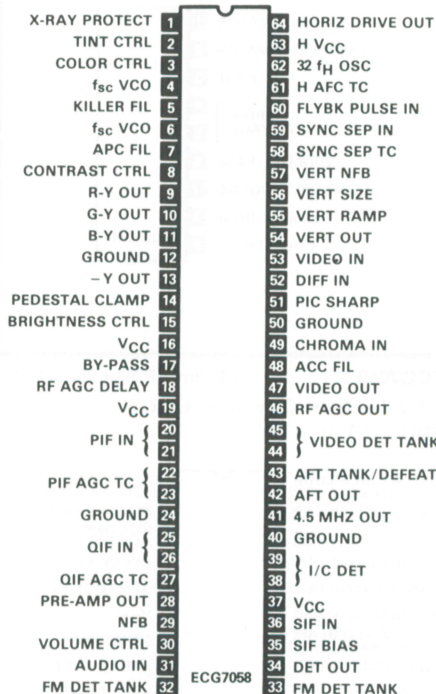 X-RAY PROTECT 1 64 HORIZ DRIVE OUT
TINT CTRL 2 63 H VCC
COLOR CTRL 3 62 32 fH OSC
fsc VCO 4 61 H AFC TC
KILLER FIL 5 60 FLYBK PULSE IN
fsc VCO 6 59 SYNC SEP IN
APC FIL 7 58 SYNC SEP TC
CONTRAST CTRL 8 57 VERT NFB
R-Y OUT 9 56 VERT SIZE
G-Y OUT 10 55 VERT RAMP
B-Y OUT 11 54 VERT OUT
GROUND 12 53 VIDEO IN
-Y OUT 13 52 DIFF IN
PEDESTAL CLAMP 14 51 PIC SHARP
BRIGHTNESS CTRL 15 50 GROUND
VCC 16 49 CHROMA IN
BY-PASS 17 48 ACC FIL
RF AGC DELAY 18 47 VIDEO OUT
VCC 19 46 RF AGC OUT
PIF IN { 20 45 } VIDEO DET TANK
21 44
PIF AGC TC { 22 43 AFT TANK/DEFEAT
23 42 AFT OUT
GROUND 24 41 4.5 MHZ OUT
QIF IN { 25 40 GROUND
26 39 } I/C DET
QIF AGC TC 27 38
PRE-AMP OUT 28 37 VCC
NFB 29 36 SIF IN
VOLUME CTRL 30 35 SIF BIAS
AUDIO IN 31 34 DET OUT
FM DET TANK 32 ECG7058 33 FM DET TANK